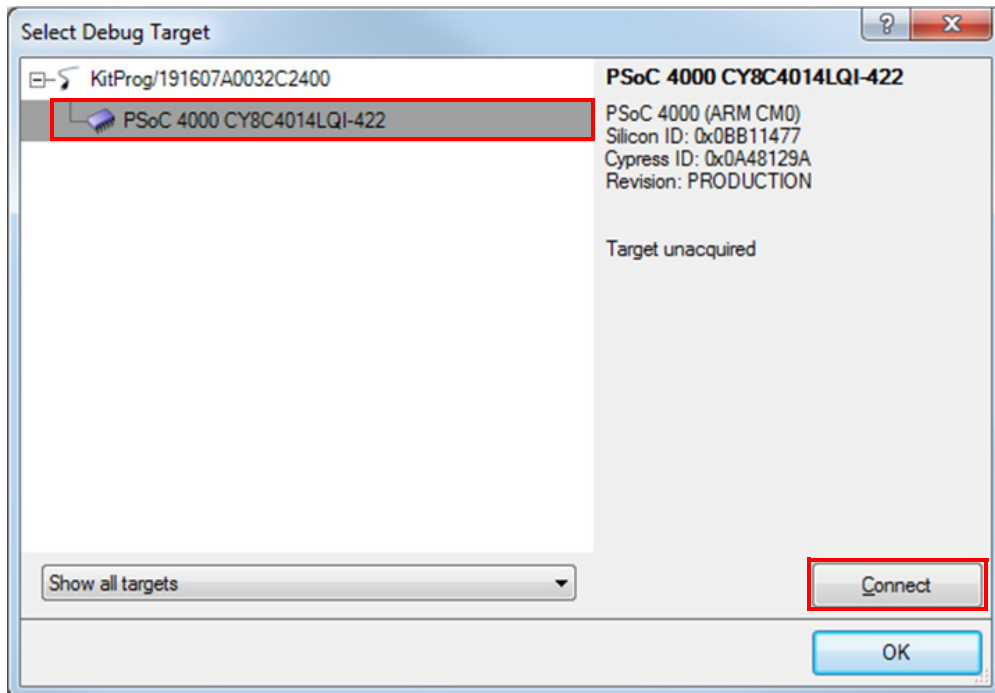 Select Debug Target
?
KitProg/191607A0032C2400
PSoC 4000 CY8C4014LQI-422
PSoC 4000 CY8C4014LQI-422
PSoC 4000 (ARM CM0)
Silicon ID: 0x0BB11477
Cypress ID: 0x0A48129A
Revision: PRODUCTION
Target unacquired
Show all targets
Connect
OK